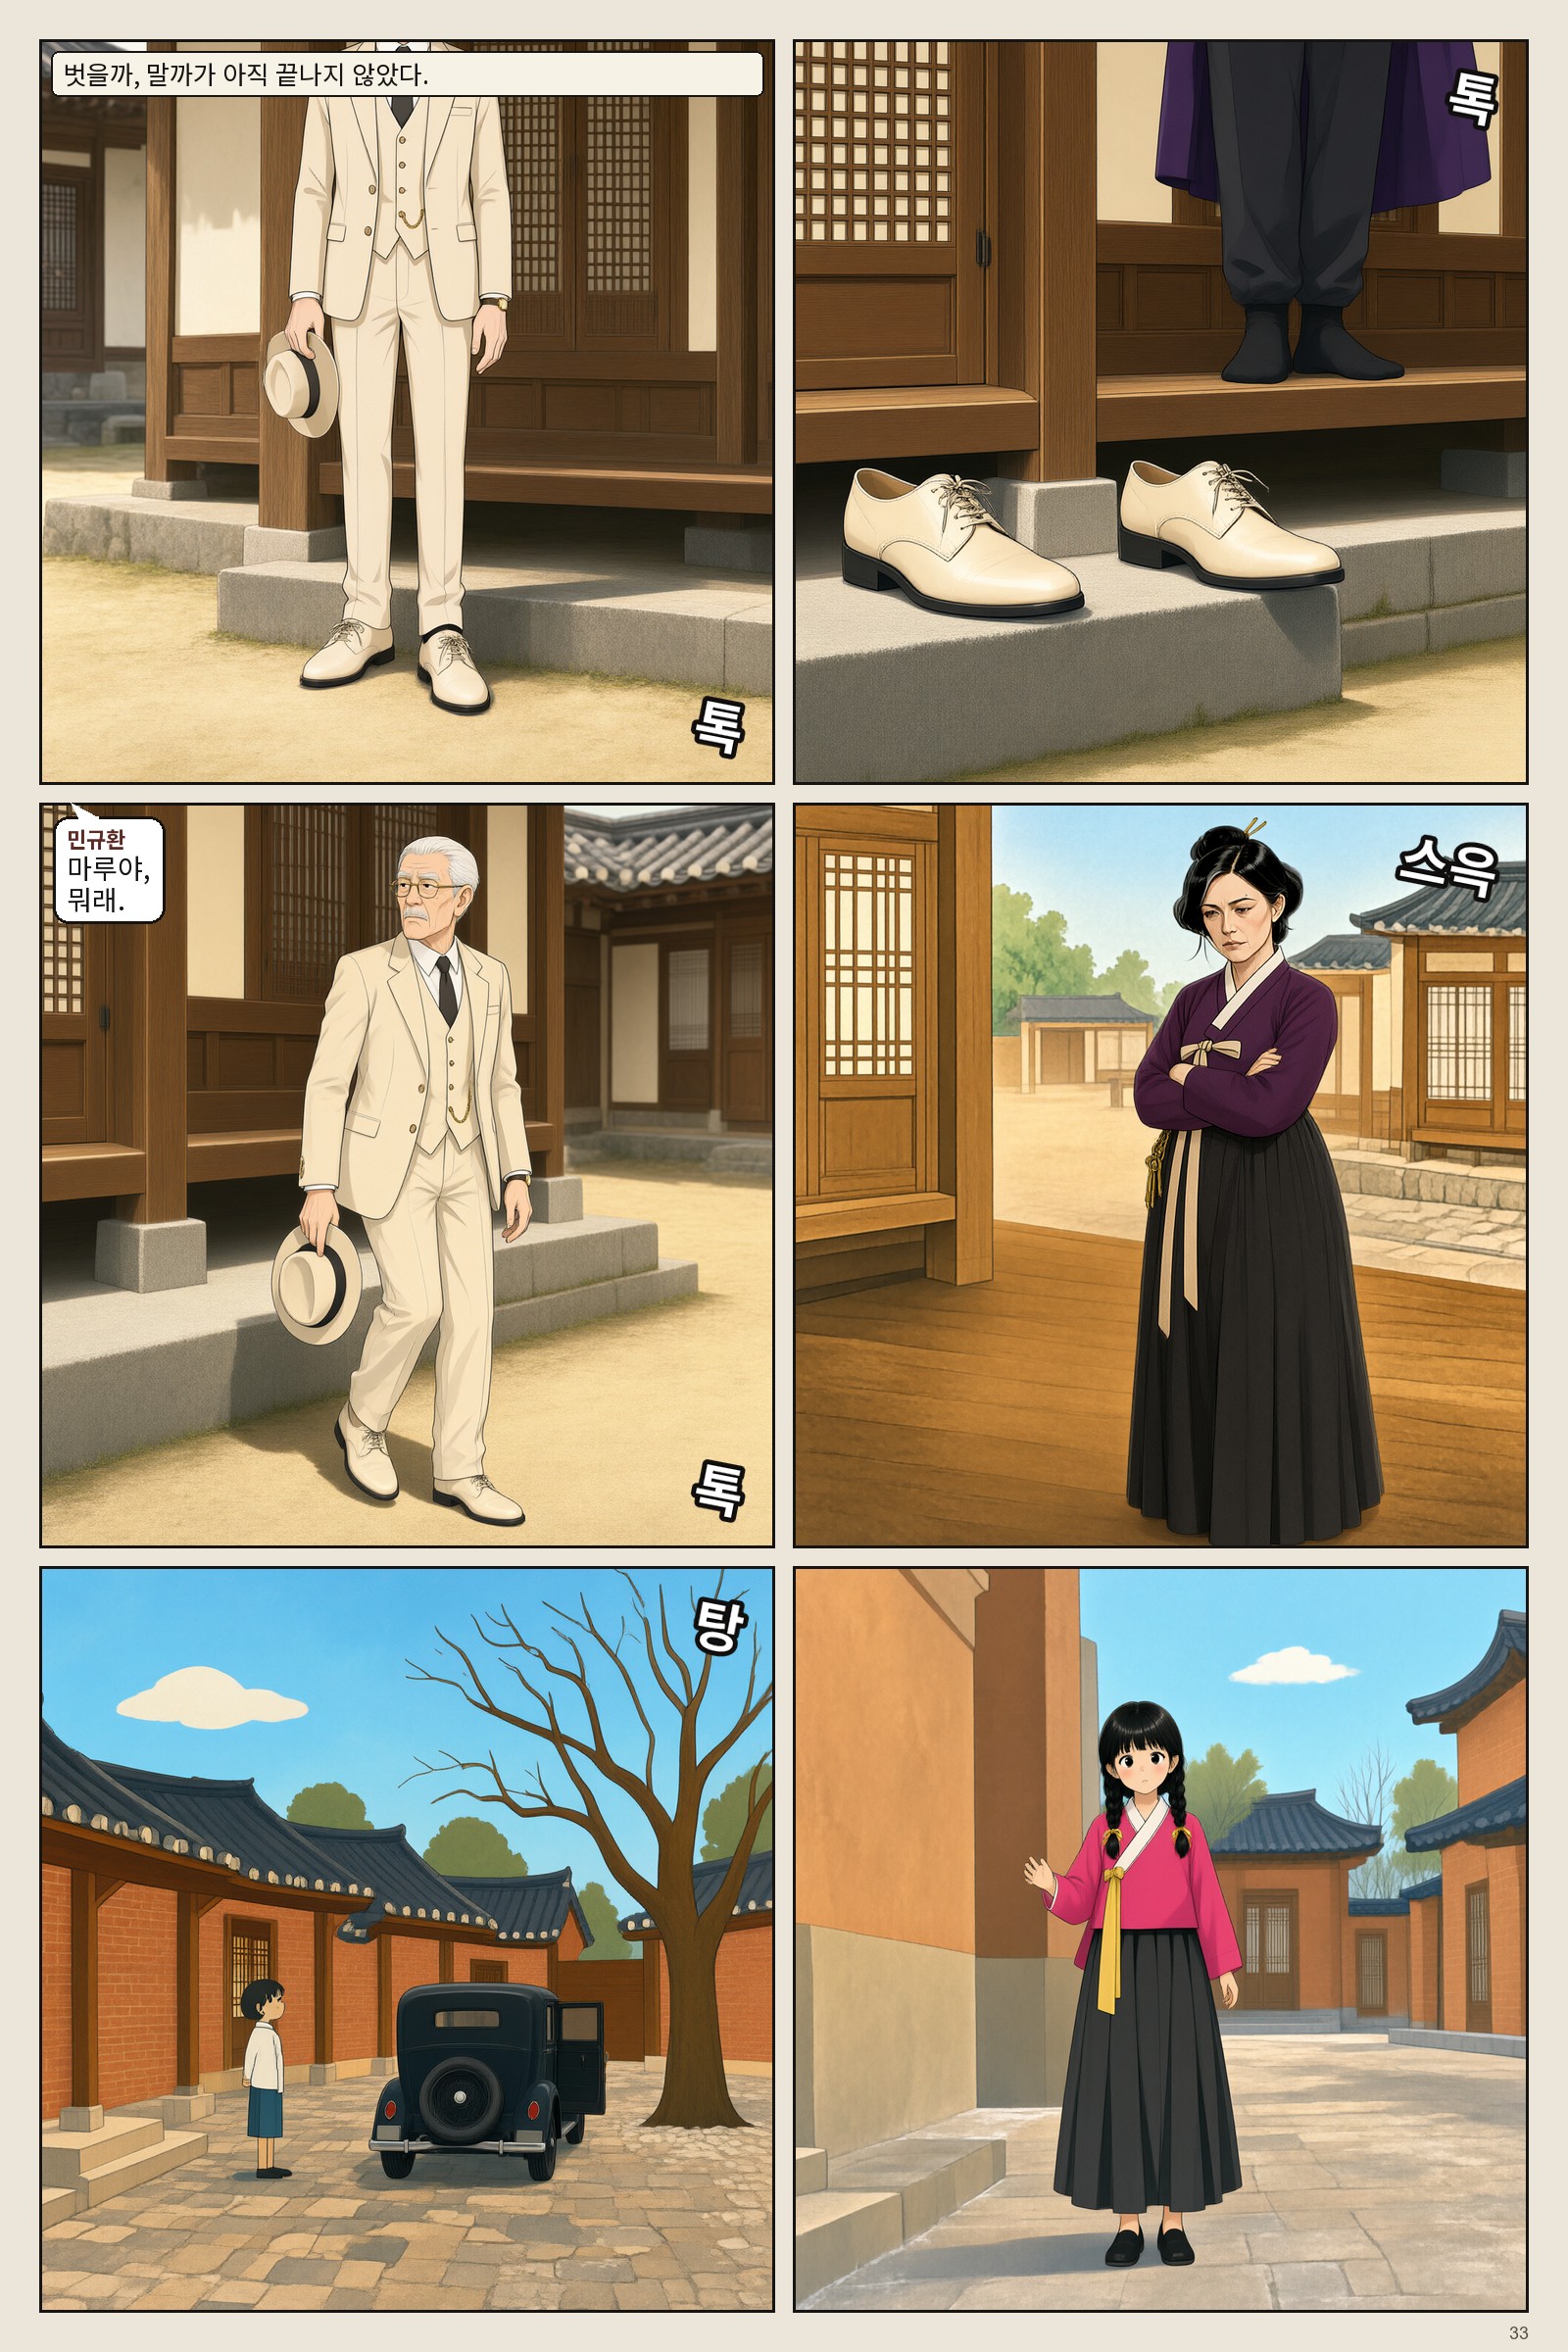 벗을까, 말까가 아직 끝나지 않았다.
톡
톡
민규환
마루야,
뭐래.
톡
스윽
탕
33